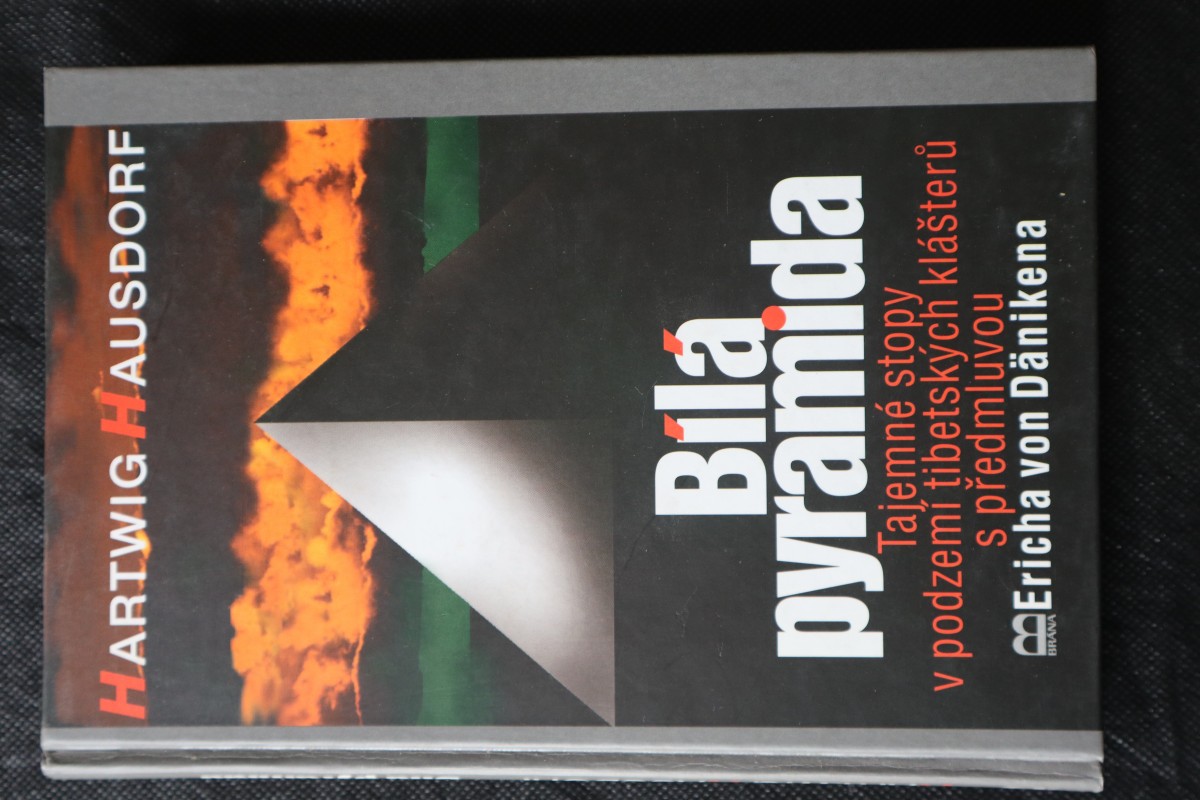 HARTWIG HAUSDORF
Bílá
pyramida
Tajemné stopy
v podzemí tibetských klášterů
s předmluvou
Ericha von Dänikena
BRÁNA